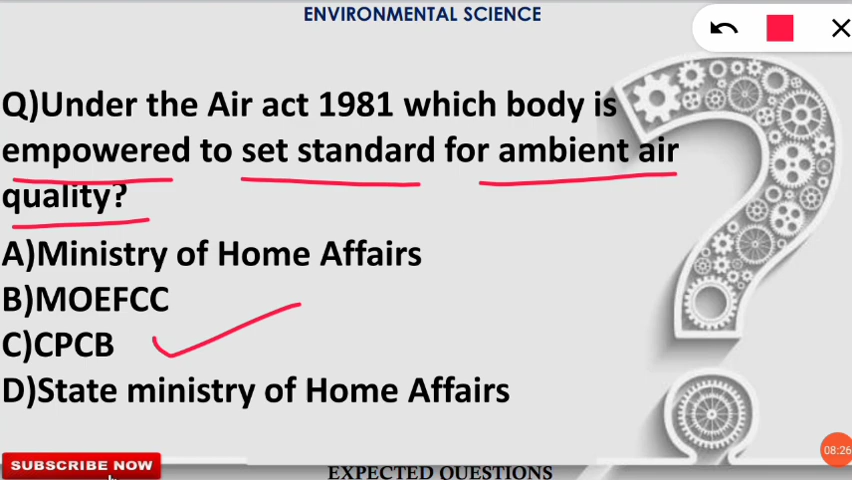 ENVIRONMENTAL SCIENCE
Q)Under the Air act 1981 which body is
empowered to set standard for ambient air
quality?
A)Ministry of Home Affairs
B)MOEFCC
C)CPCB
D)State ministry of Home Affairs
08:26
SUBSCRIBE NOW
EXPECTED QUESTIONS